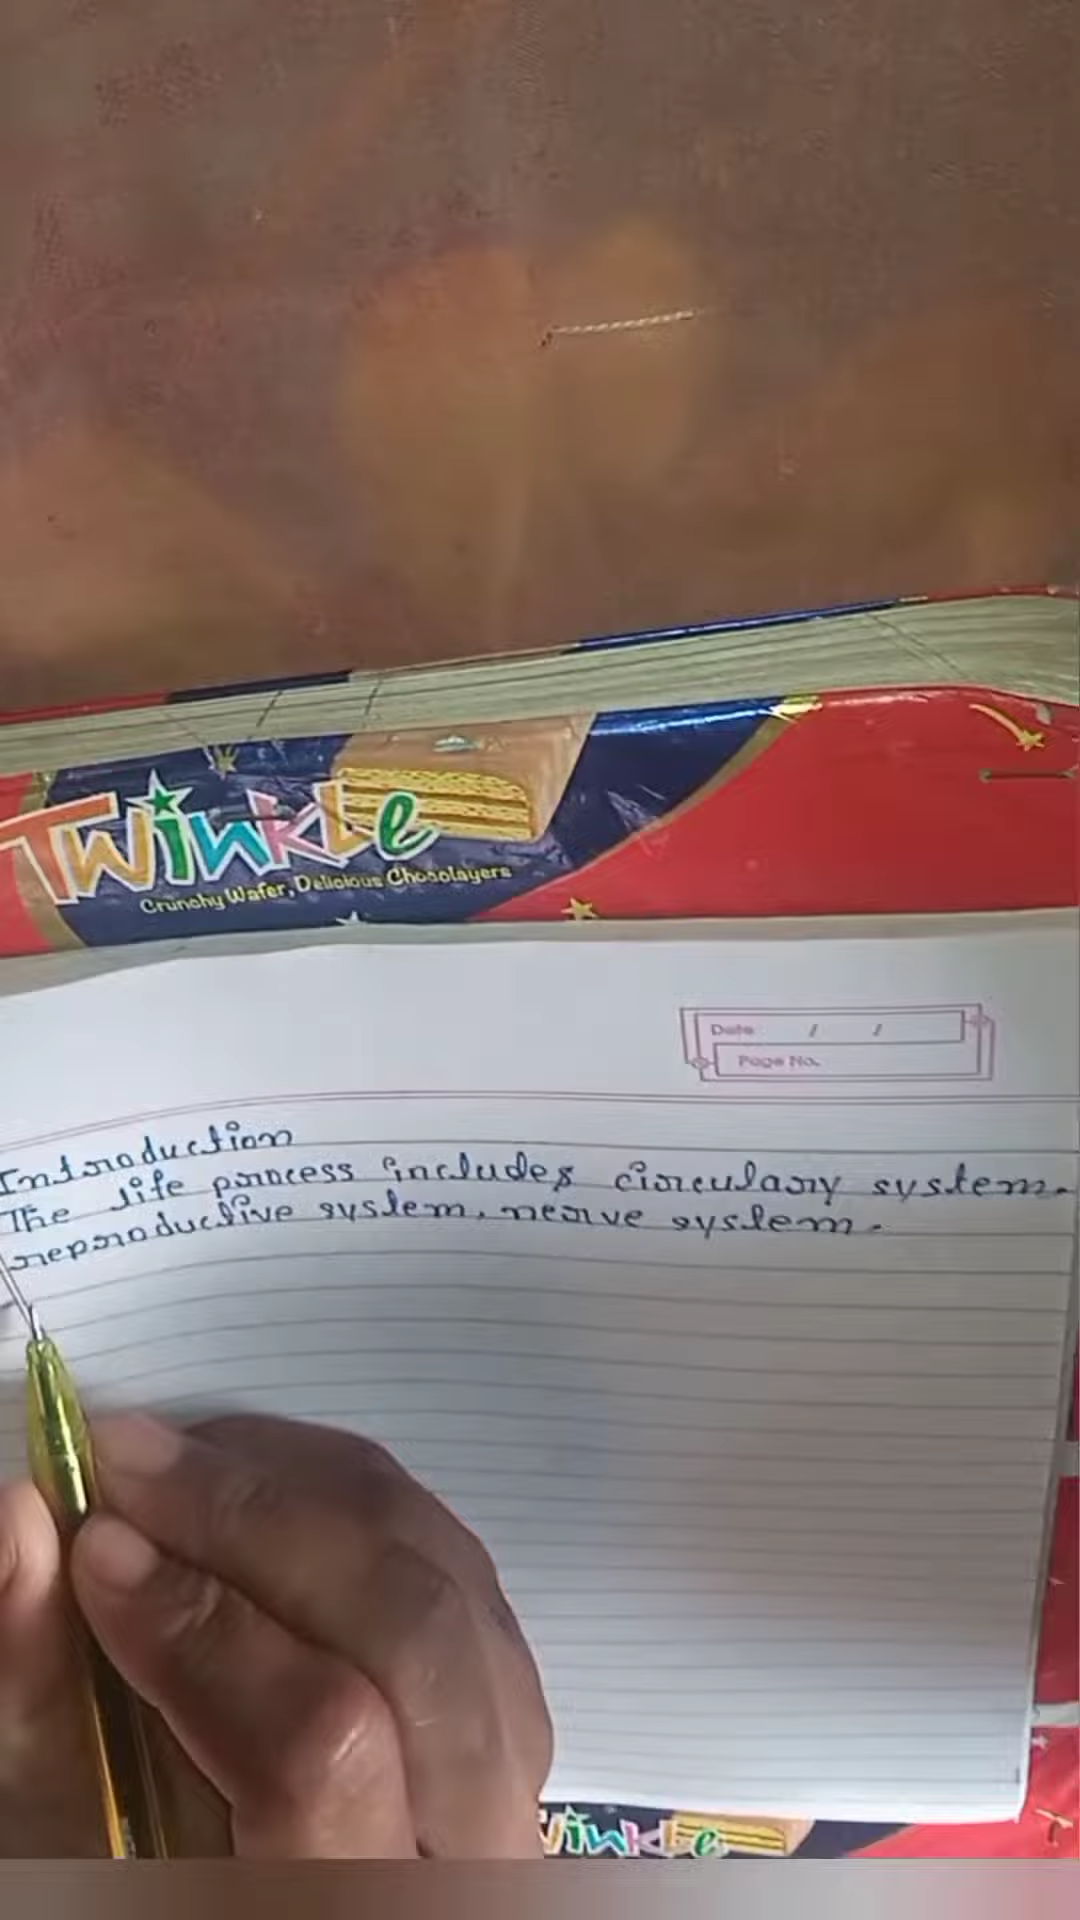 Twinkle
Crunchy Wafer, Delicious Chocolayers
Date / /
Page No.
Introduction
The life process includes circulary system.
reproductive system, nerve system.
Twinkle